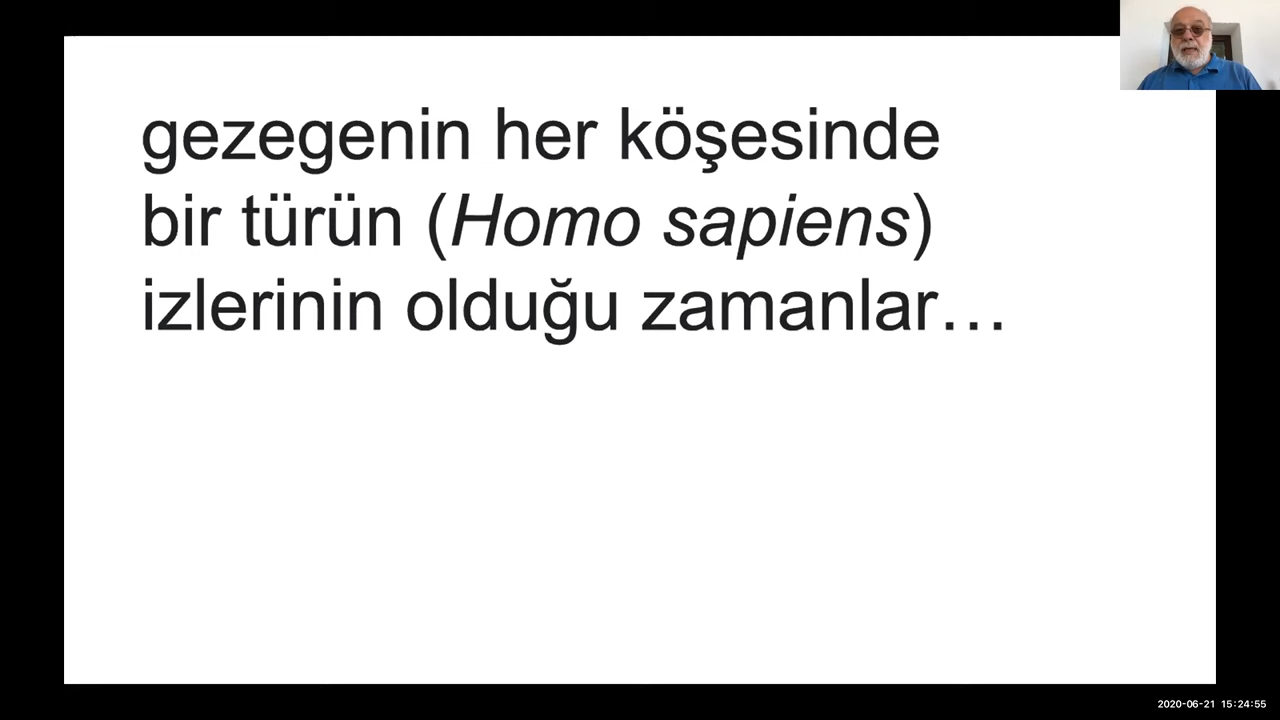 gezegenin her köşesinde
bir türün (Homo sapiens)
izlerinin olduğu zamanlar…
2020-06-21 15:24:55